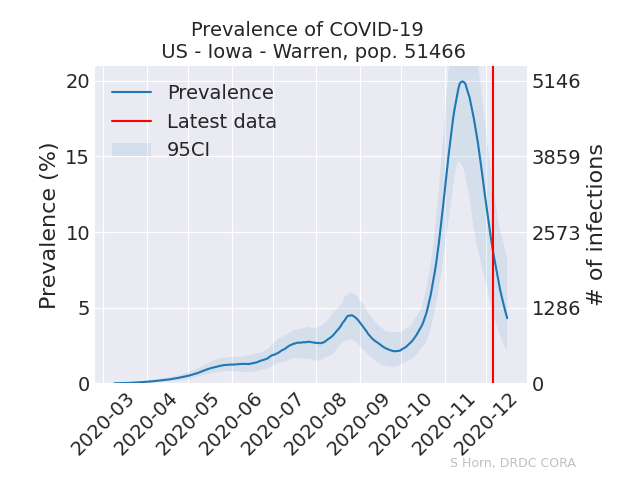 Prevalence of COVID-19
US - Iowa - Warren, pop. 51466
Prevalence
Latest data
95CI
Prevalence (%)
20
15
10
5
0
5146
3859
2573
1286
0
# of infections
2020-03
2020-04
2020-05
2020-06
2020-07
2020-08
2020-09
2020-10
2020-11
2020-12
S Horn, DRDC CORA